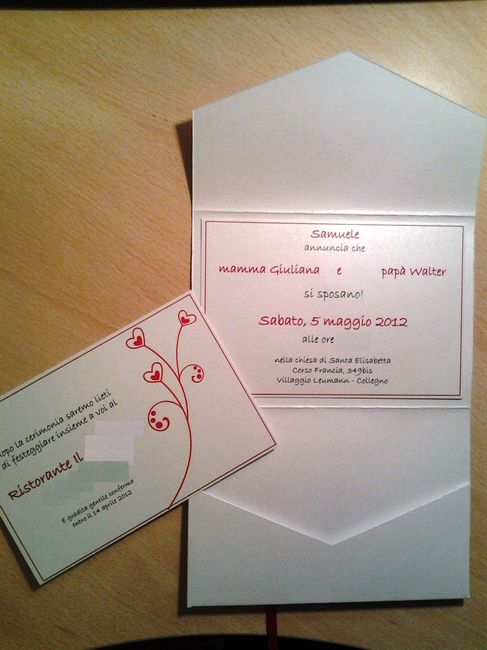 Samuele
annuncia che
mamma Giuliana e papà Walter
si sposano!
Sabato, 5 maggio 2012
alle ore
nella chiesa di Santa Elisabetta
Corso Francia, 349bis
Villaggio Leumann - Collegno
dopo la cerimonia saremo lieti
di festeggiare insieme a voi al
Ristorante Il
E gradita gentile conferma
entro il 14 aprile 2012